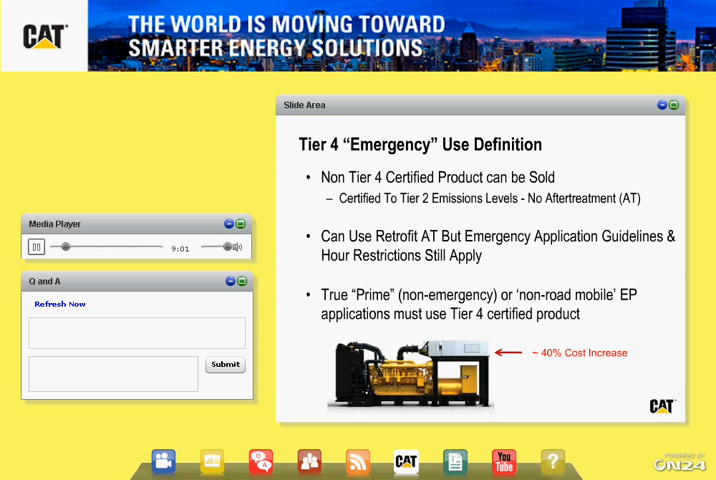 CAT
THE WORLD IS MOVING TOWARD
SMARTER ENERGY SOLUTIONS
Slide Area
Tier 4 “Emergency” Use Definition
• Non Tier 4 Certified Product can be Sold
– Certified To Tier 2 Emissions Levels - No Aftertreatment (AT)
• Can Use Retrofit AT But Emergency Application Guidelines &
Hour Restrictions Still Apply
• True “Prime” (non-emergency) or ‘non-road mobile’ EP
applications must use Tier 4 certified product
~ 40% Cost Increase
CAT
Media Player
9:01
Q and A
Refresh Now
Submit
Q
A
CAT
You
Tube
?
POWERED BY
ON24